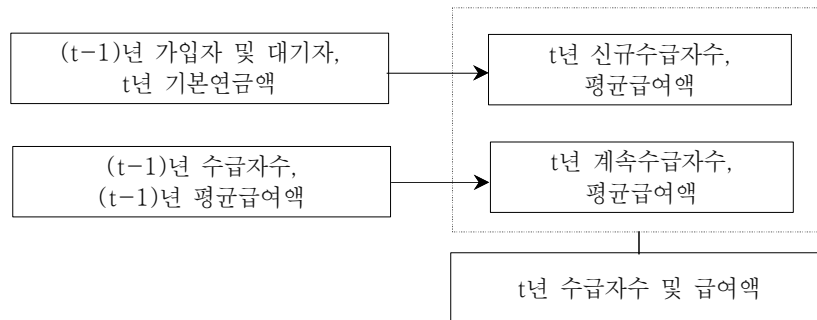 (t-1)년 가입자 및 대기자,
t년 기본연금액
t년 신규수급자수,
평균급여액
(t-1)년 수급자수,
(t-1)년 평균급여액
t년 계속수급자수,
평균급여액
t년 수급자수 및 급여액